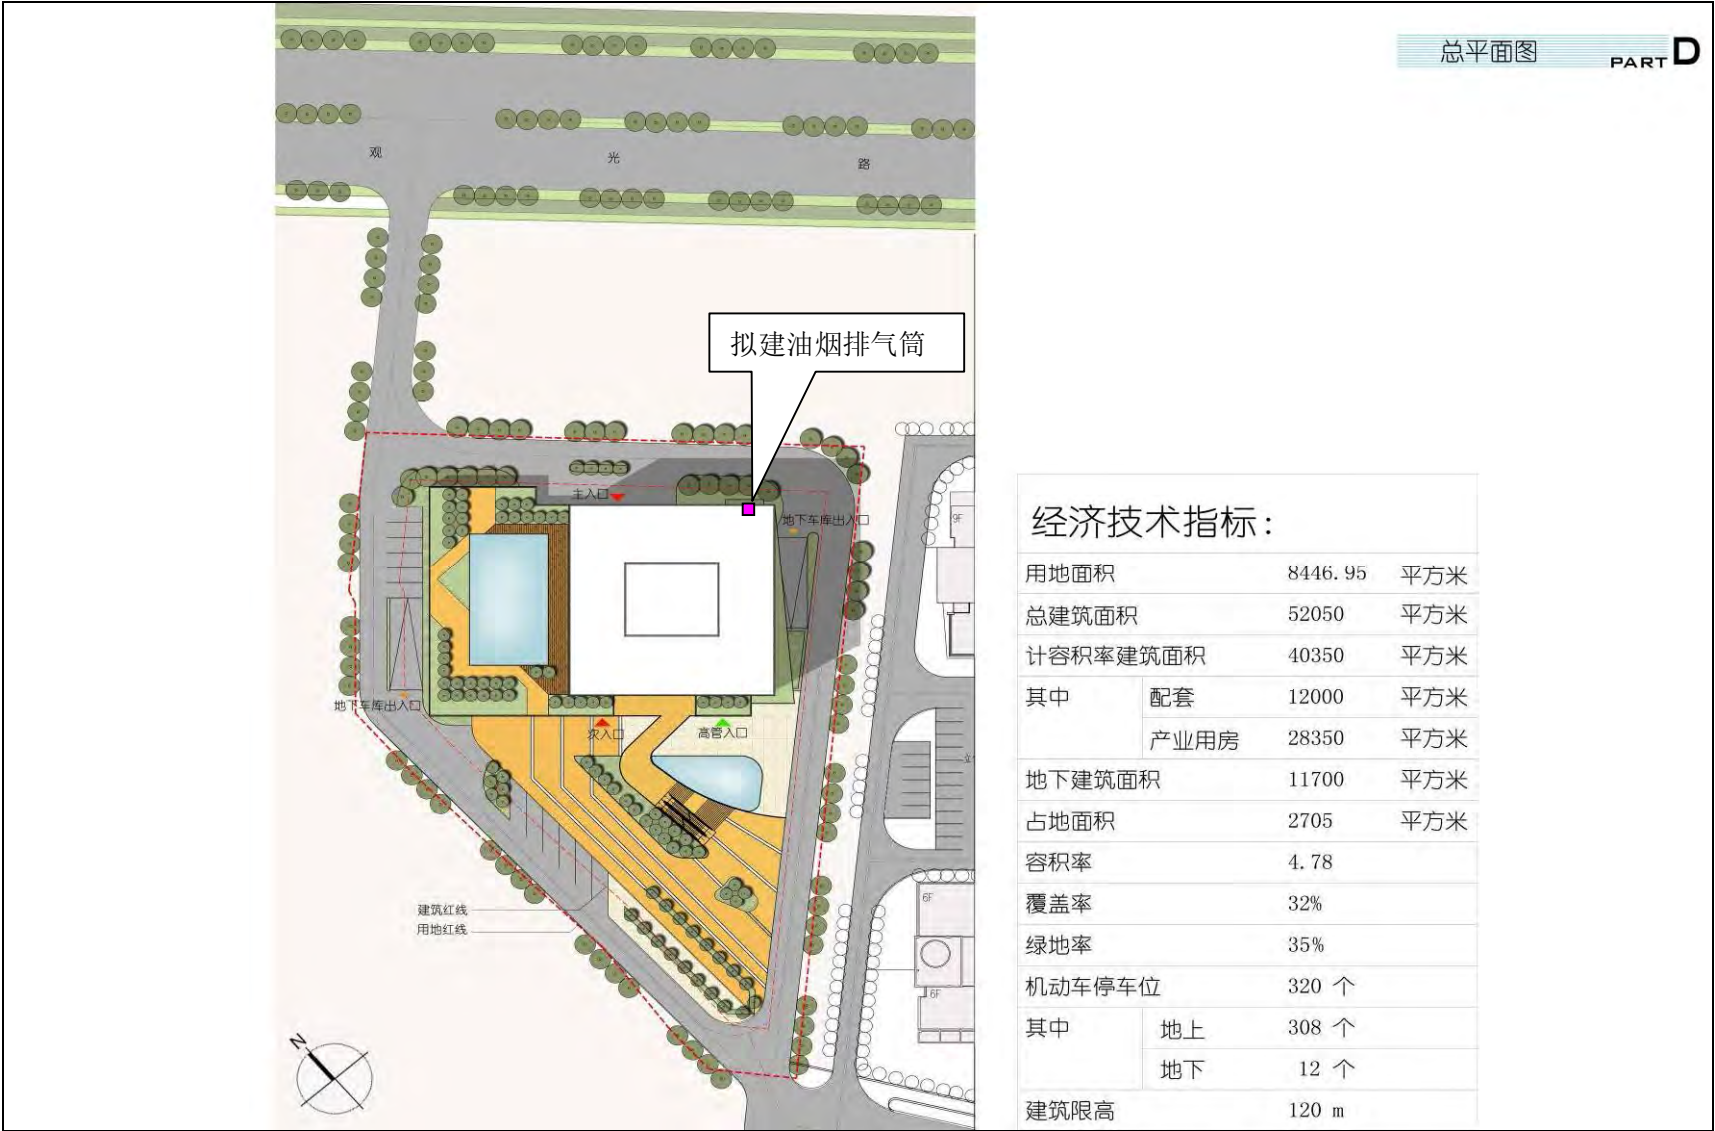 总平面图 PART D
观 光 路
拟建油烟排气筒
主入口
地下车库出入口
9F
地下车库出入口
次入口
高管入口
建筑红线
用地红线
6F
6F
N
经济技术指标:
用地面积 8446.95 平方米
总建筑面积 52050 平方米
计容积率建筑面积 40350 平方米
其中 配套 12000 平方米
产业用房 28350 平方米
地下建筑面积 11700 平方米
占地面积 2705 平方米
容积率 4.78
覆盖率 32%
绿地率 35%
机动车停车位 320 个
其中 地上 308 个
地下 12 个
建筑限高 120 m